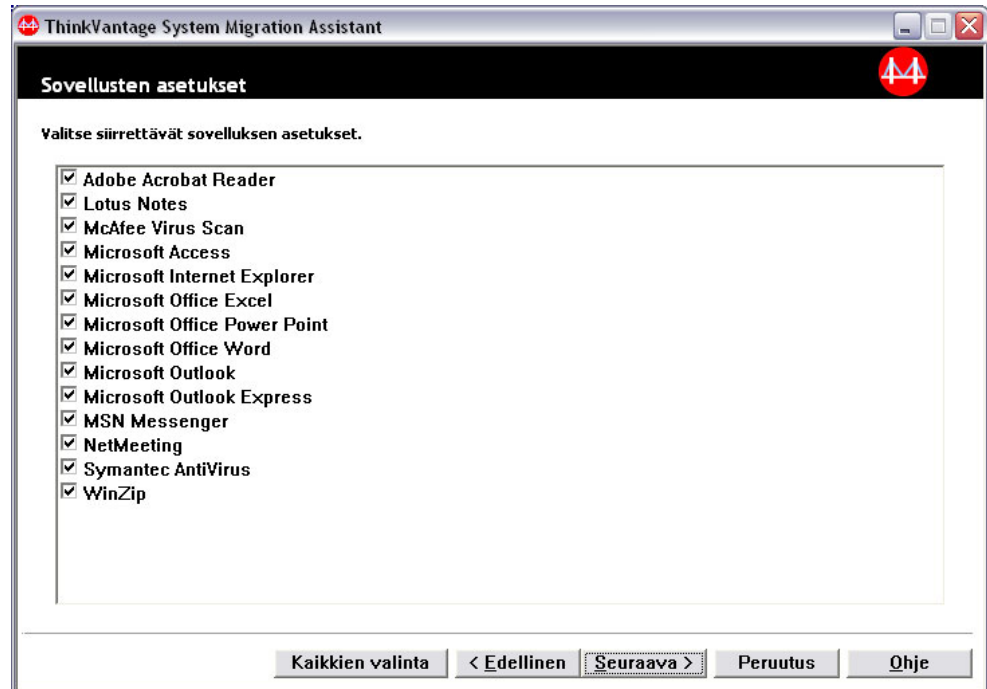 ThinkVantage System Migration Assistant
Sovellusten asetukset
Valitse siirrettävät sovelluksen asetukset.
Adobe Acrobat Reader
Lotus Notes
McAfee Virus Scan
Microsoft Access
Microsoft Internet Explorer
Microsoft Office Excel
Microsoft Office Power Point
Microsoft Office Word
Microsoft Outlook
Microsoft Outlook Express
MSN Messenger
NetMeeting
Symantec AntiVirus
WinZip
Kaikkien valinta < Edellinen Seuraava > Peruutus Ohje